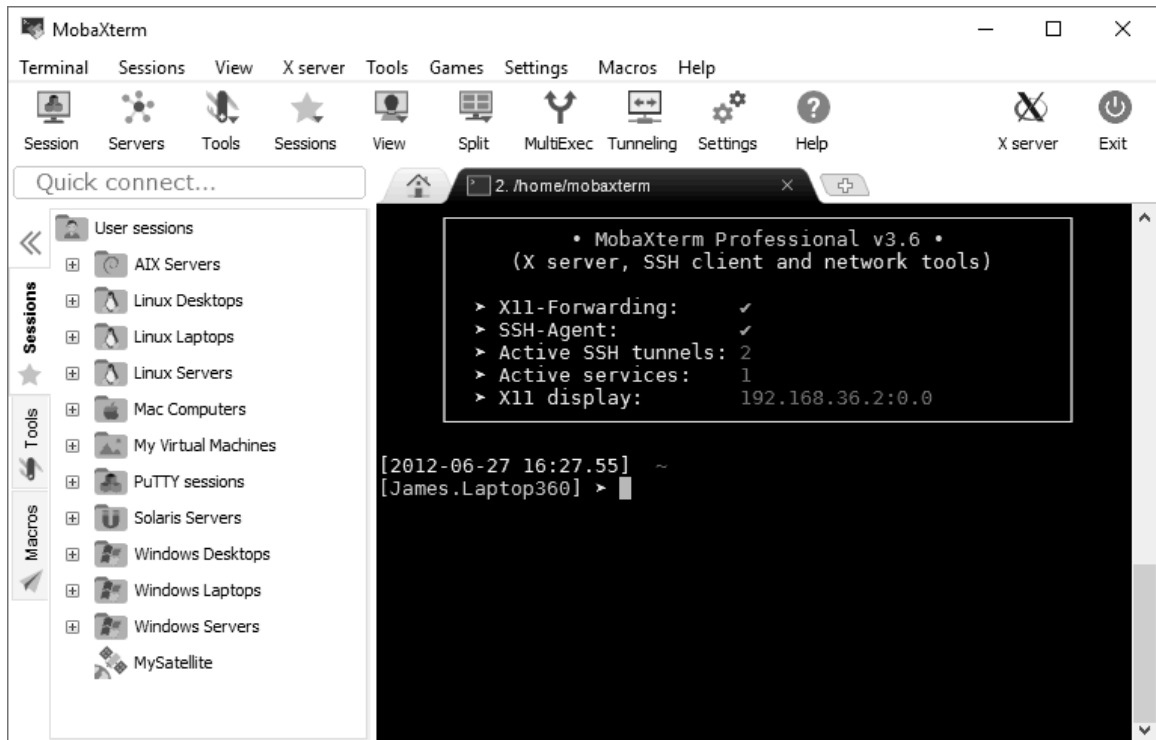 MobaXterm
Terminal Sessions View X server Tools Games Settings Macros Help
Session Servers Tools Sessions View Split MultiExec Tunneling Settings Help X server Exit
Quick connect...
2. /home/mobaxterm
Sessions
Tools
Macros
User sessions
AIX Servers
Linux Desktops
Linux Laptops
Linux Servers
Mac Computers
My Virtual Machines
PuTTY sessions
Solaris Servers
Windows Desktops
Windows Laptops
Windows Servers
MySatellite
• MobaXterm Professional v3.6 •
(X server, SSH client and network tools)
➤ X11-Forwarding: ✔
➤ SSH-Agent: ✔
➤ Active SSH tunnels: 2
➤ Active services: 1
➤ X11 display: 192.168.36.2:0.0
[2012-06-27 16:27.55] ~
[James.Laptop360] ➤